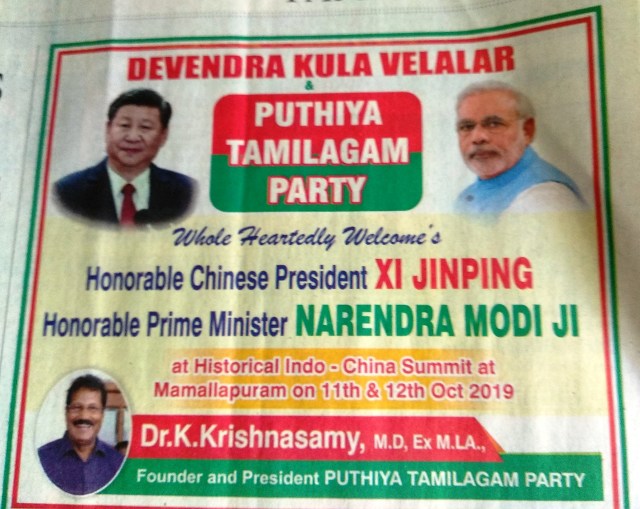 DEVENDRA KULA VELALAR
&
PUTHIYA
TAMILAGAM
PARTY
Whole Heartedly Welcome's
Honorable Chinese President XI JINPING
Honorable Prime Minister NARENDRA MODI JI
at Historical Indo - China Summit at
Mamallapuram on 11th & 12th Oct 2019
Dr.K.Krishnasamy, M.D, Ex M.LA.,
Founder and President PUTHIYA TAMILAGAM PARTY